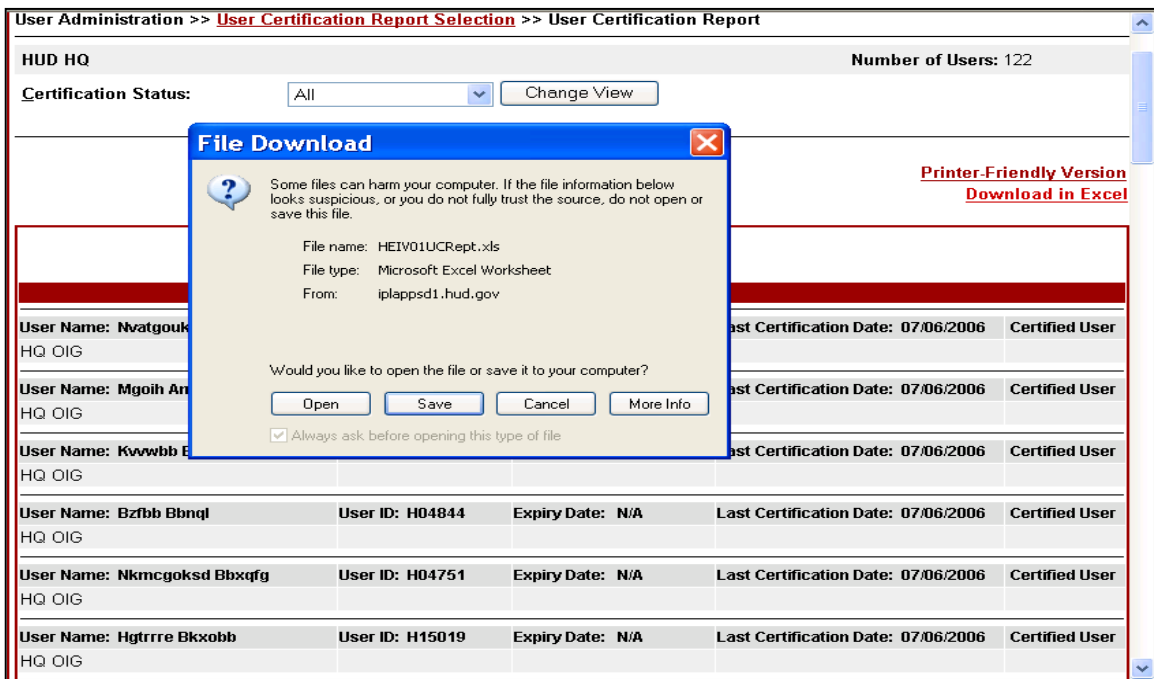 User Administration >> User Certification Report Selection >> User Certification Report
HUD HQ Number of Users: 122
Certification Status: All Change View
File Download
Some files can harm your computer. If the file information below
looks suspicious, or you do not fully trust the source, do not open or
save this file.
File name: HEIV01UCRept.xls
File type: Microsoft Excel Worksheet
From: iplappsd1.hud.gov
Would you like to open the file or save it to your computer?
Open Save Cancel More Info
Always ask before opening this type of file
Printer-Friendly Version
Download in Excel
User Name: Nvatgouk ast Certification Date: 07/06/2006 Certified User
HQ OIG
User Name: Mgoih An ast Certification Date: 07/06/2006 Certified User
HQ OIG
User Name: Kvwbb ast Certification Date: 07/06/2006 Certified User
HQ OIG
User Name: Bzfbb Bbnql User ID: H04844 Expiry Date: N/A Last Certification Date: 07/06/2006 Certified User
HQ OIG
User Name: Nkmcgoksd Bbxqfg User ID: H04751 Expiry Date: N/A Last Certification Date: 07/06/2006 Certified User
HQ OIG
User Name: Hgtrrre Bkxobb User ID: H15019 Expiry Date: N/A Last Certification Date: 07/06/2006 Certified User
HQ OIG